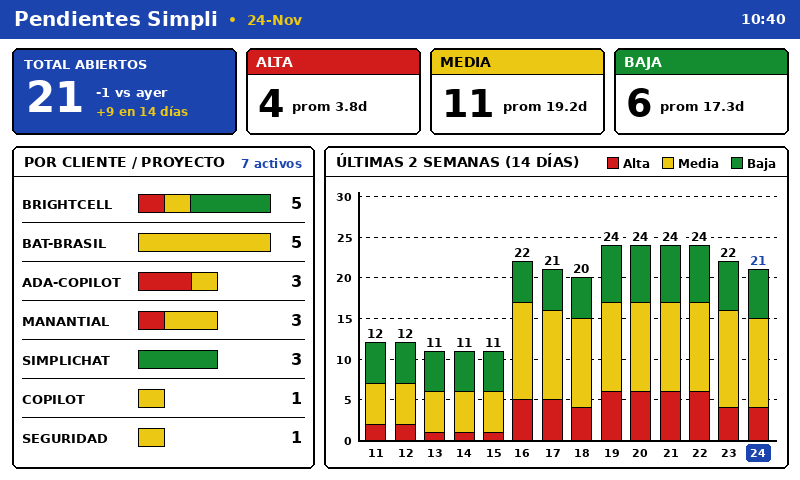 Pendientes Simpli • 24-Nov 10:40
TOTAL ABIERTOS
21 -1 vs ayer
+9 en 14 días
ALTA
4 prom 3.8d
MEDIA
11 prom 19.2d
BAJA
6 prom 17.3d
POR CLIENTE / PROYECTO 7 activos
BRIGHTCELL 5
BAT-BRASIL 5
ADA-COPILOT 3
MANANTIAL 3
SIMPLICHAT 3
COPILOT 1
SEGURIDAD 1
ÚLTIMAS 2 SEMANAS (14 DÍAS) Alta Media Baja
30
25
20
15
10
5
0
12 12 11 11 11 22 21 20 24 24 24 24 22 21
11 12 13 14 15 16 17 18 19 20 21 22 23 24